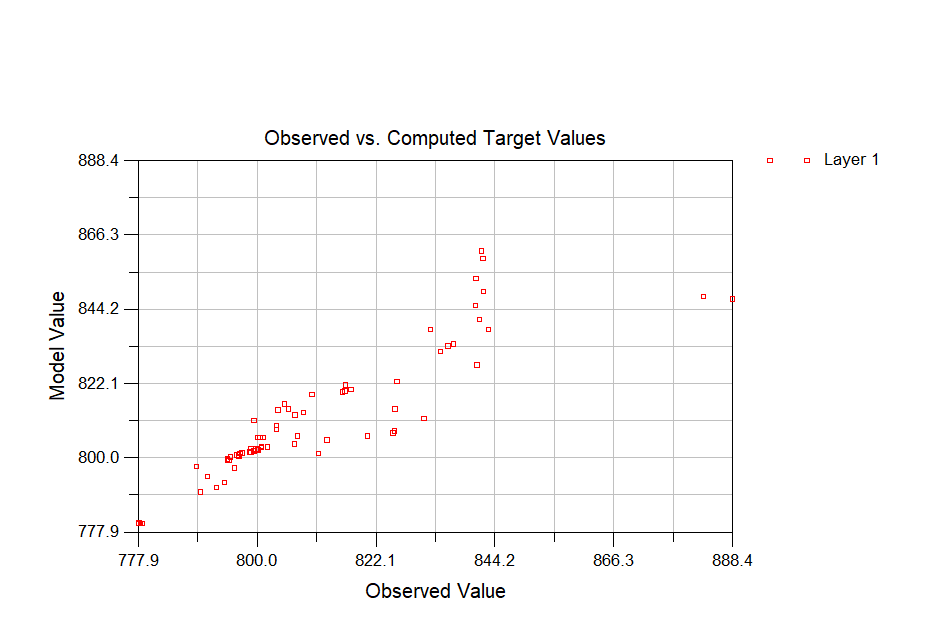 Observed vs. Computed Target Values
888.4
866.3
844.2
822.1
800.0
777.9
Model Value
777.9 800.0 822.1 844.2 866.3 888.4
Observed Value
Layer 1